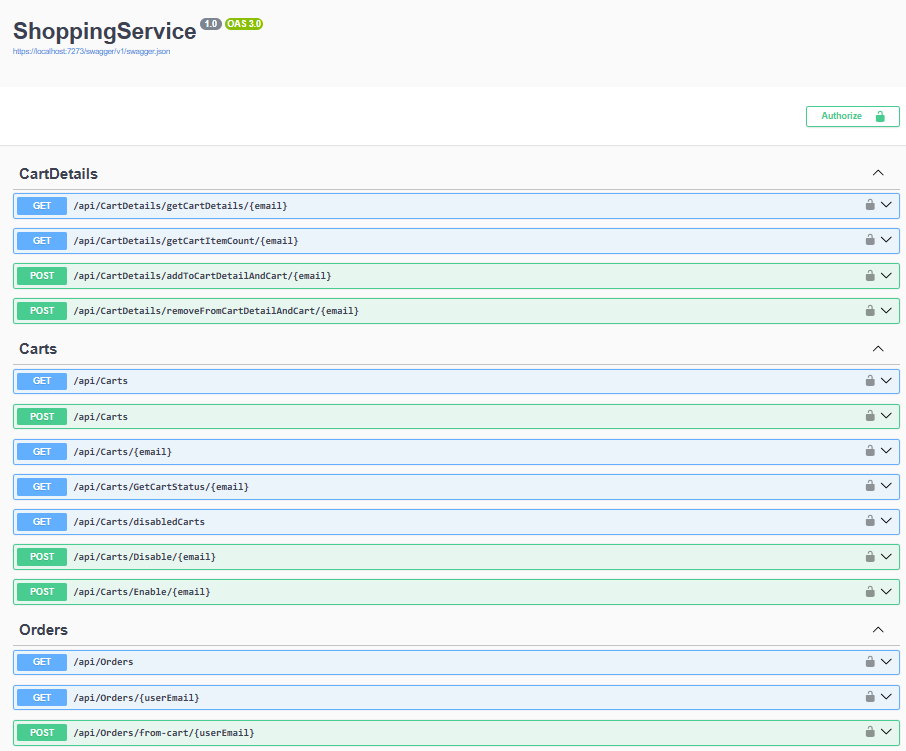 ShoppingService 1.0 OAS 3.0
https://localhost:7273/swagger/v1/swagger.json
Authorize
CartDetails
GET /api/CartDetails/getCartDetails/{email}
GET /api/CartDetails/getCartItemCount/{email}
POST /api/CartDetails/addToCartDetailAndCart/{email}
POST /api/CartDetails/removeFromCartDetailAndCart/{email}
Carts
GET /api/Carts
POST /api/Carts
GET /api/Carts/{email}
GET /api/Carts/GetCartStatus/{email}
GET /api/Carts/disabledCarts
POST /api/Carts/Disable/{email}
POST /api/Carts/Enable/{email}
Orders
GET /api/Orders
GET /api/Orders/{userEmail}
POST /api/Orders/from-cart/{userEmail}